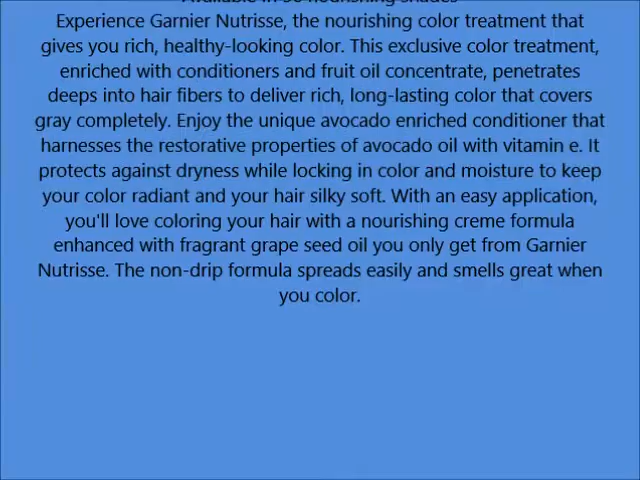 Available in 30 nourishing shades
Experience Garnier Nutrisse, the nourishing color treatment that
gives you rich, healthy-looking color. This exclusive color treatment,
enriched with conditioners and fruit oil concentrate, penetrates
deeps into hair fibers to deliver rich, long-lasting color that covers
gray completely. Enjoy the unique avocado enriched conditioner that
harnesses the restorative properties of avocado oil with vitamin e. It
protects against dryness while locking in color and moisture to keep
your color radiant and your hair silky soft. With an easy application,
you'll love coloring your hair with a nourishing creme formula
enhanced with fragrant grape seed oil you only get from Garnier
Nutrisse. The non-drip formula spreads easily and smells great when
you color.